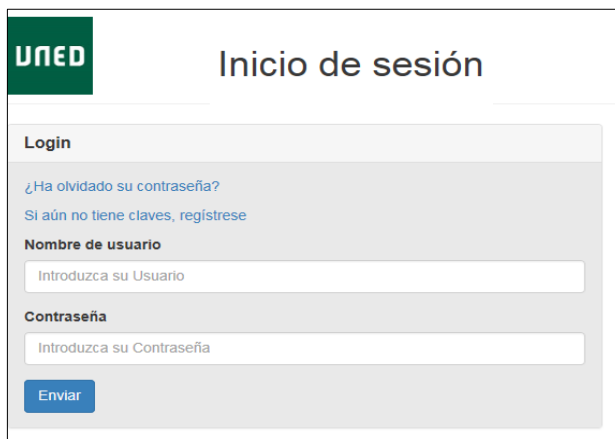 UNED
Inicio de sesión
Login
¿Ha olvidado su contraseña?
Si aún no tiene claves, regístrese
Nombre de usuario
Introduzca su Usuario
Contraseña
Introduzca su Contraseña
Enviar